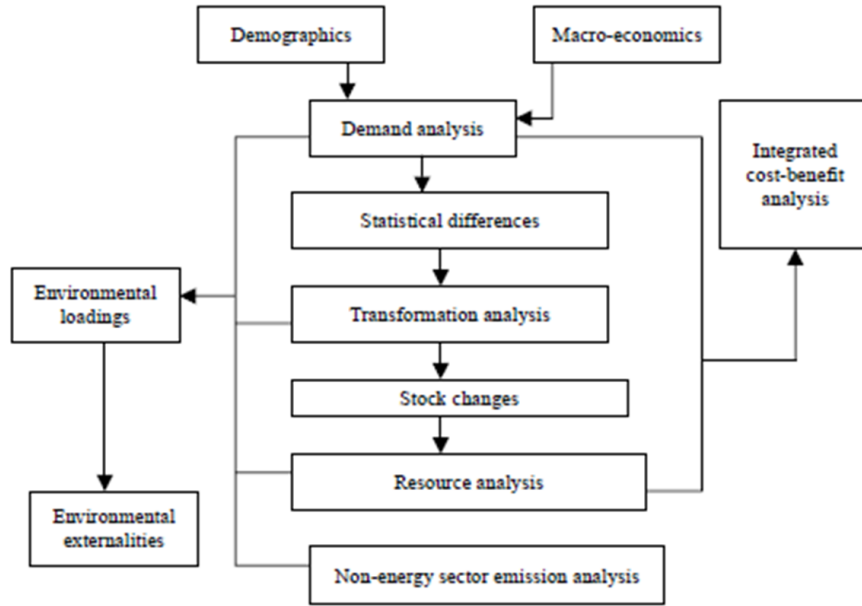 Demographics
Macro-economics
Demand analysis
Integrated
cost-benefit
analysis
Statistical differences
Environmental
loadings
Transformation analysis
Stock changes
Resource analysis
Environmental
externalities
Non-energy sector emission analysis